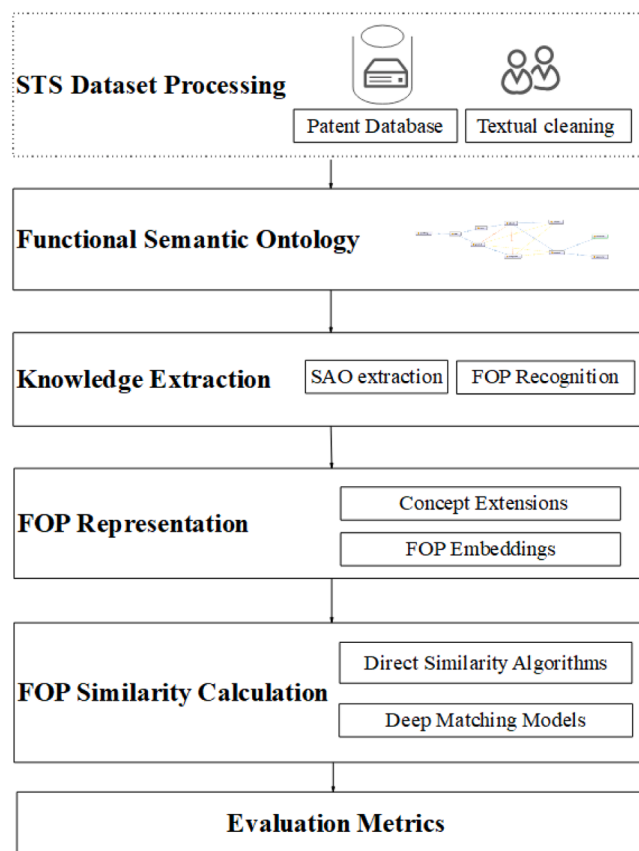 STS Dataset Processing
Patent Database
Textual cleaning
Functional Semantic Ontology
Knowledge Extraction
SAO extraction
FOP Recognition
FOP Representation
Concept Extensions
FOP Embeddings
FOP Similarity Calculation
Direct Similarity Algorithms
Deep Matching Models
Evaluation Metrics